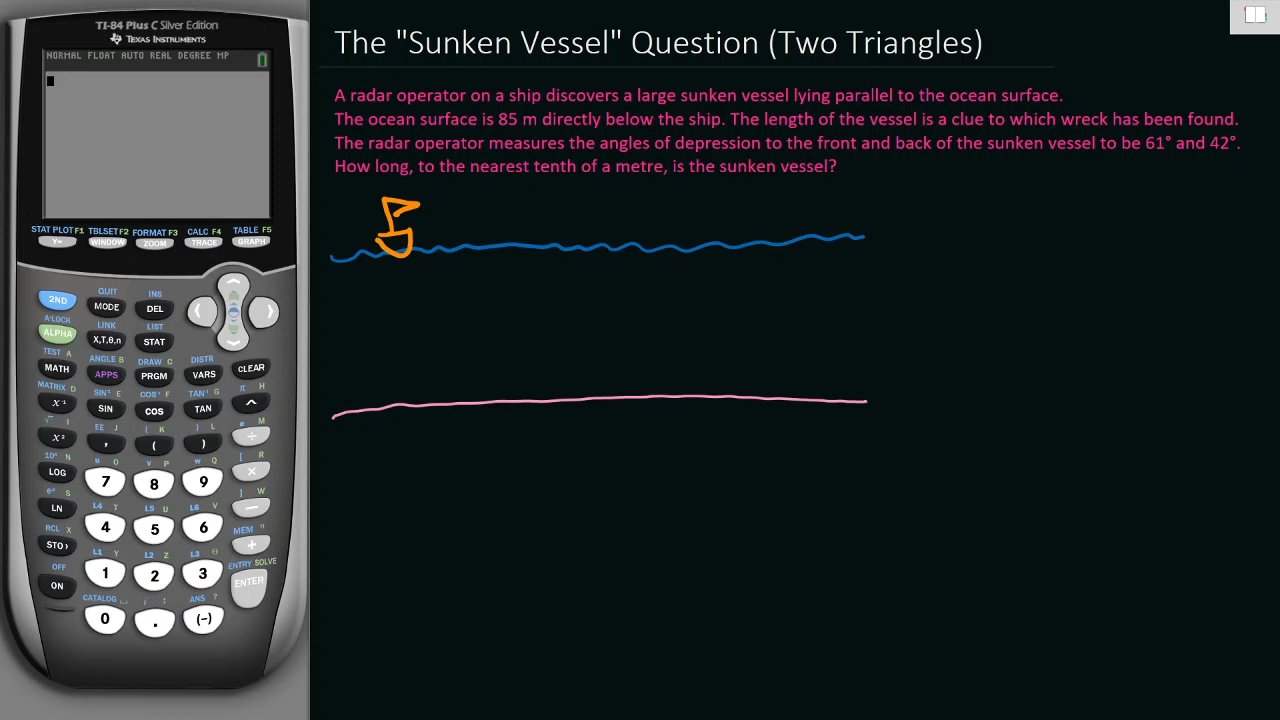 TI-84 Plus C Silver Edition
TEXAS INSTRUMENTS
NORMAL FLOAT AUTO REAL DEGREE MP
The "Sunken Vessel" Question (Two Triangles)
A radar operator on a ship discovers a large sunken vessel lying parallel to the ocean surface.
The ocean surface is 85 m directly below the ship. The length of the vessel is a clue to which wreck has been found.
The radar operator measures the angles of depression to the front and back of the sunken vessel to be 61° and 42°.
How long, to the nearest tenth of a metre, is the sunken vessel?
STAT PLOT F1 TBLSET F2 FORMAT F3 CALC F4 TABLE F5
Y= WINDOW ZOOM TRACE GRAPH
QUIT INS
2ND MODE DEL
A-LOCK LINK LIST
ALPHA X,T,θ,n STAT
TEST A ANGLE B DRAW C DISTR
MATH APPS PRGM VARS CLEAR
MATRIX D SIN⁻¹ E COS⁻¹ F TAN⁻¹ G π H
X⁻¹ SIN COS TAN ^
√ I EE J { K } L e M
X² , ( ) ÷
10ˣ N u O v P w Q [ R
LOG 7 8 9 ×
eˣ S L4 T L5 U L6 V ] W
LN 4 5 6 −
RCL X L1 Y L2 Z L3 θ MEM "
STO› 1 2 3 +
OFF CATALOG ⎵ i : ANS ? ENTRY SOLVE
ON 0 . (−) ENTER